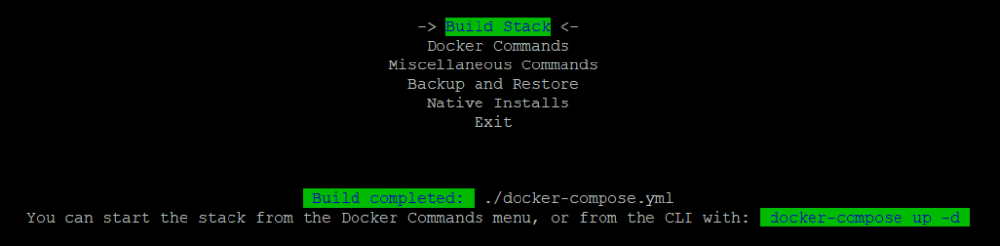 -> Build Stack <-
Docker Commands
Miscellaneous Commands
Backup and Restore
Native Installs
Exit
Build completed: ./docker-compose.yml
You can start the stack from the Docker Commands menu, or from the CLI with: docker-compose up -d